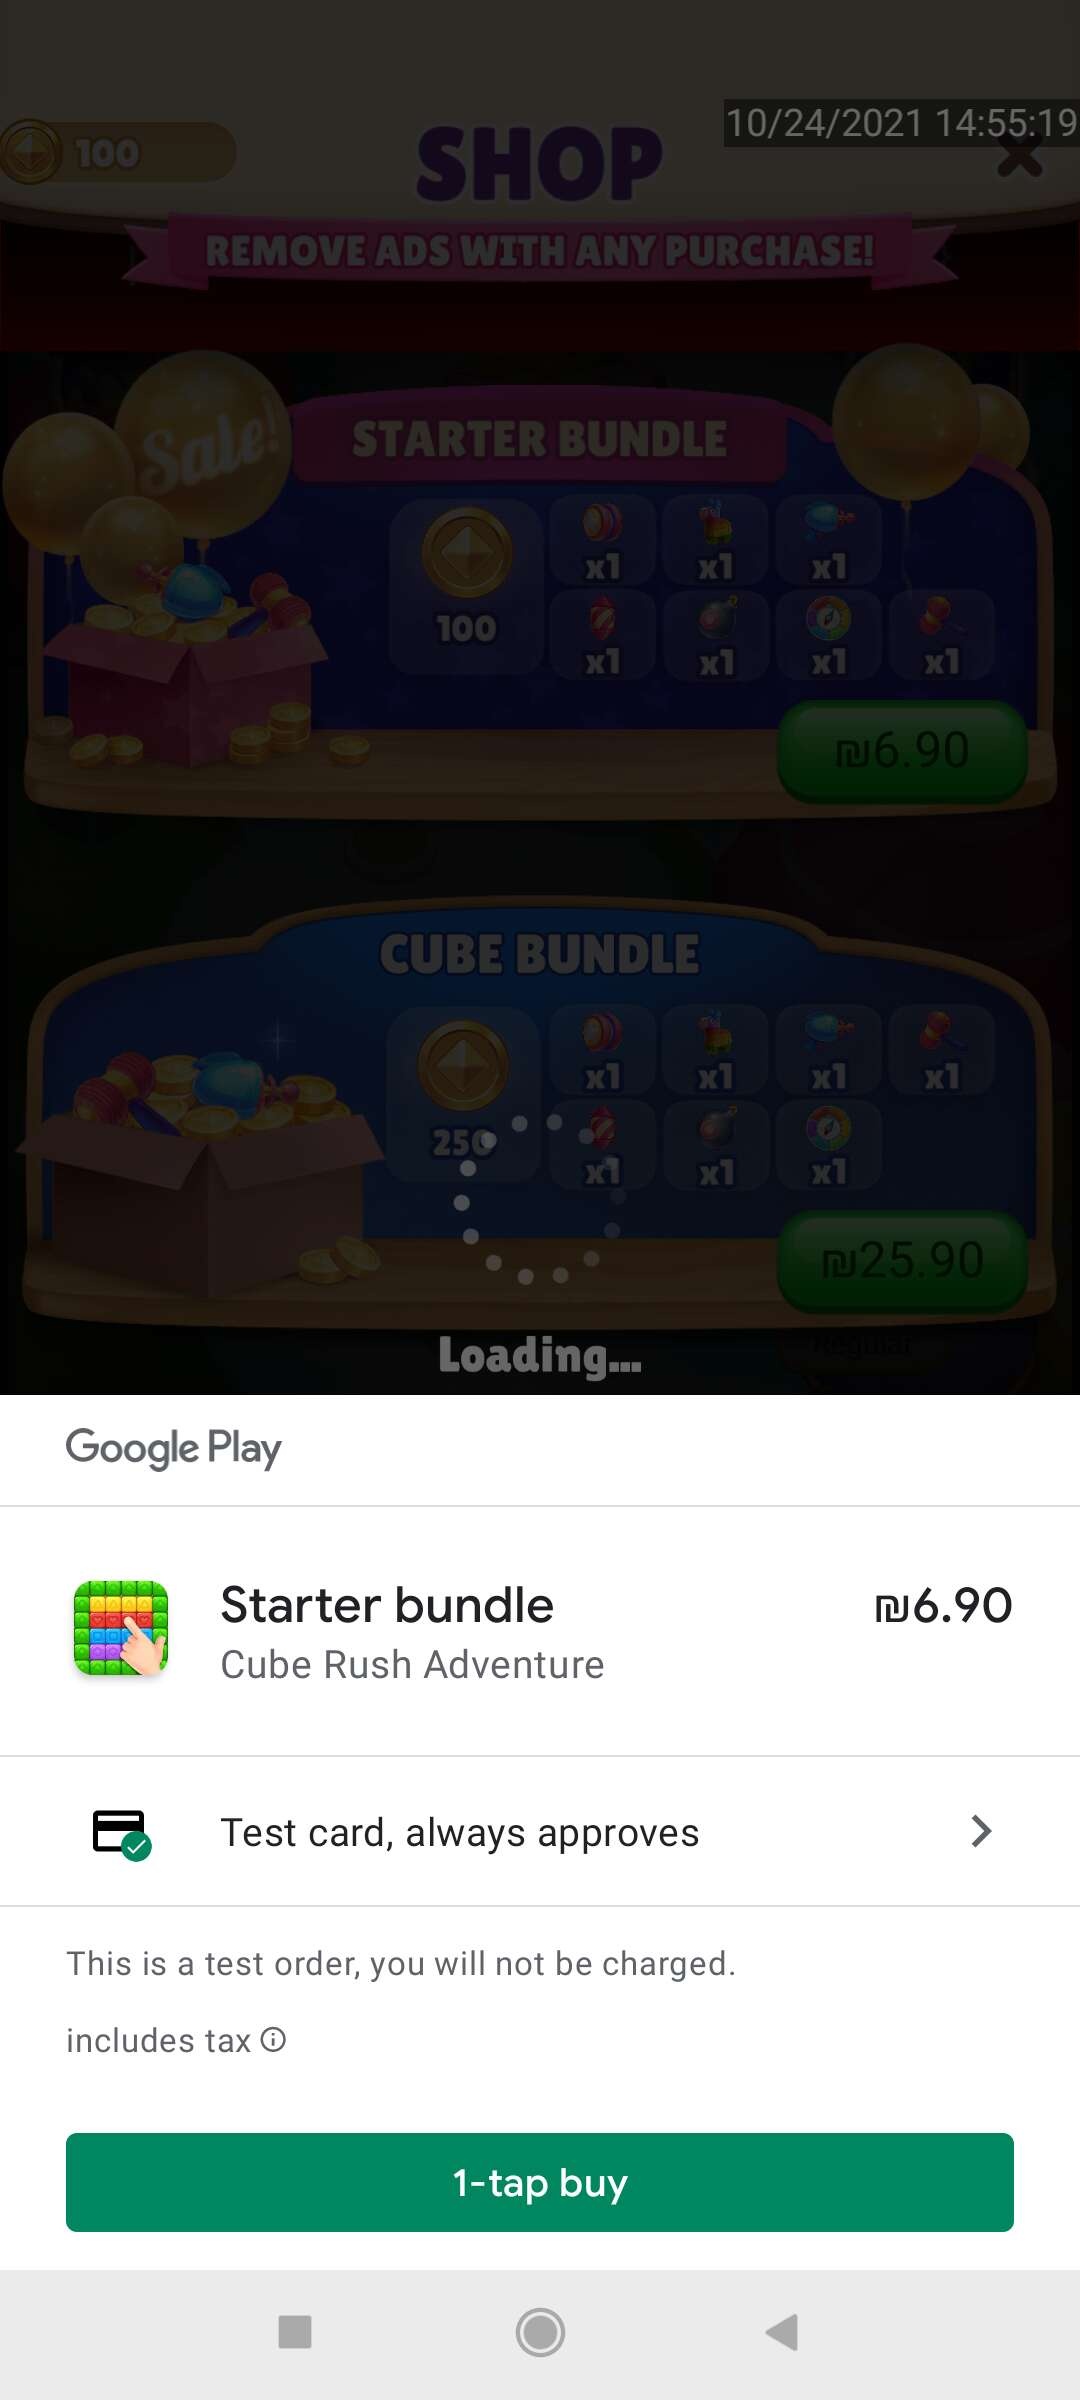 10/24/2021 14:55:19
100
SHOP
REMOVE ADS WITH ANY PURCHASE!
Sale!
STARTER BUNDLE
x1 x1 x1
100
x1 x1 x1 x1
₪6.90
CUBE BUNDLE
x1 x1 x1 x1
250
x1 x1 x1
₪25.90
Regular
Loading...
Google Play
Starter bundle
₪6.90
Cube Rush Adventure
Test card, always approves
This is a test order, you will not be charged.
includes tax
1-tap buy